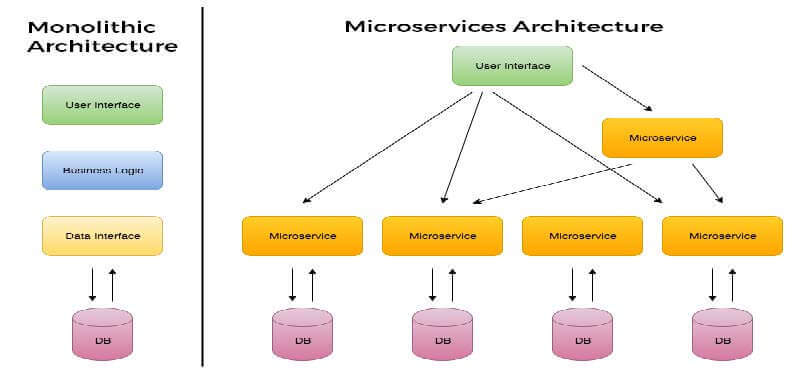 Monolithic
Architecture
User Interface
Business Logic
Data Interface
DB
Microservices Architecture
User Interface
Microservice
Microservice
Microservice
Microservice
Microservice
DB
DB
DB
DB